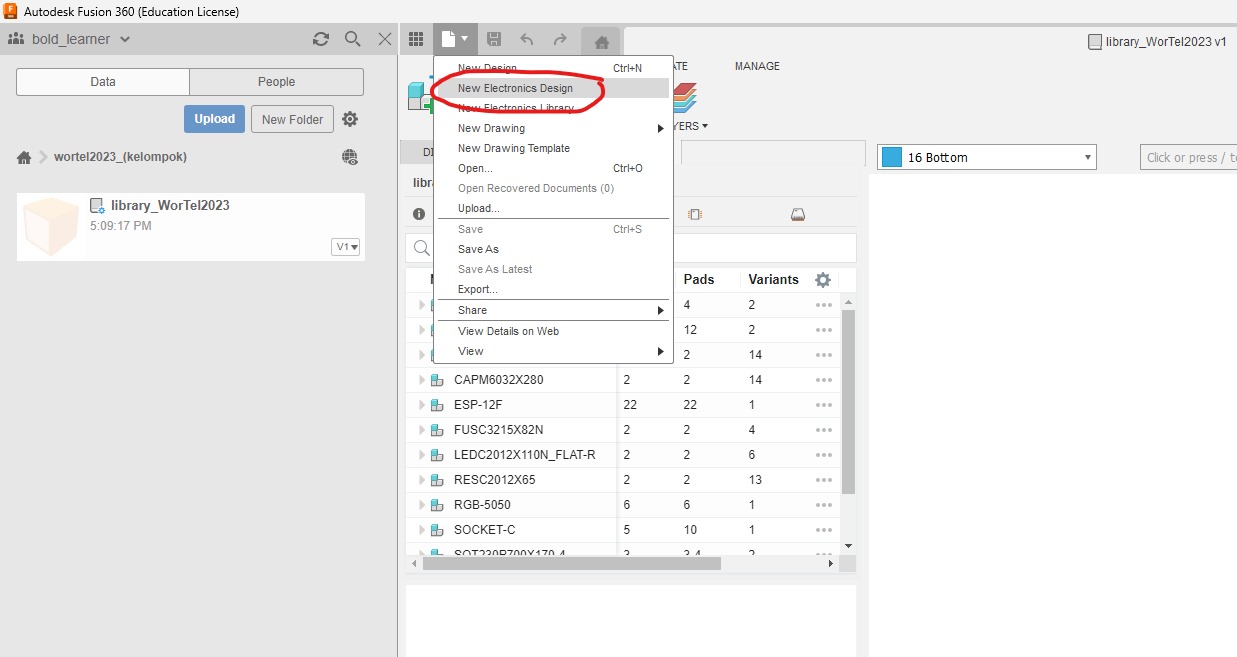 Autodesk Fusion 360 (Education License)
bold_learner
library_WorTel2023 v1
Data
People
Upload
New Folder
wortel2023_(kelompok)
library_WorTel2023
5:09:17 PM
V1
New Design Ctrl+N
New Electronics Design
New Electronics Library
New Drawing
New Drawing Template
Open... Ctrl+O
Open Recovered Documents (0)
Upload...
Save Ctrl+S
Save As
Save As Latest
Export...
Share
View Details on Web
View
ATE
MANAGE
YERS
16 Bottom
Click or press / to
Pads Variants
4 2
12 2
2 14
CAPM6032X280 2 2 14
ESP-12F 22 22 1
FUSC3215X82N 2 2 4
LEDC2012X110N_FLAT-R 2 2 6
RESC2012X65 2 2 13
RGB-5050 6 6 1
SOCKET-C 5 10 1
SOT230P700X170-4 3 3-4 2